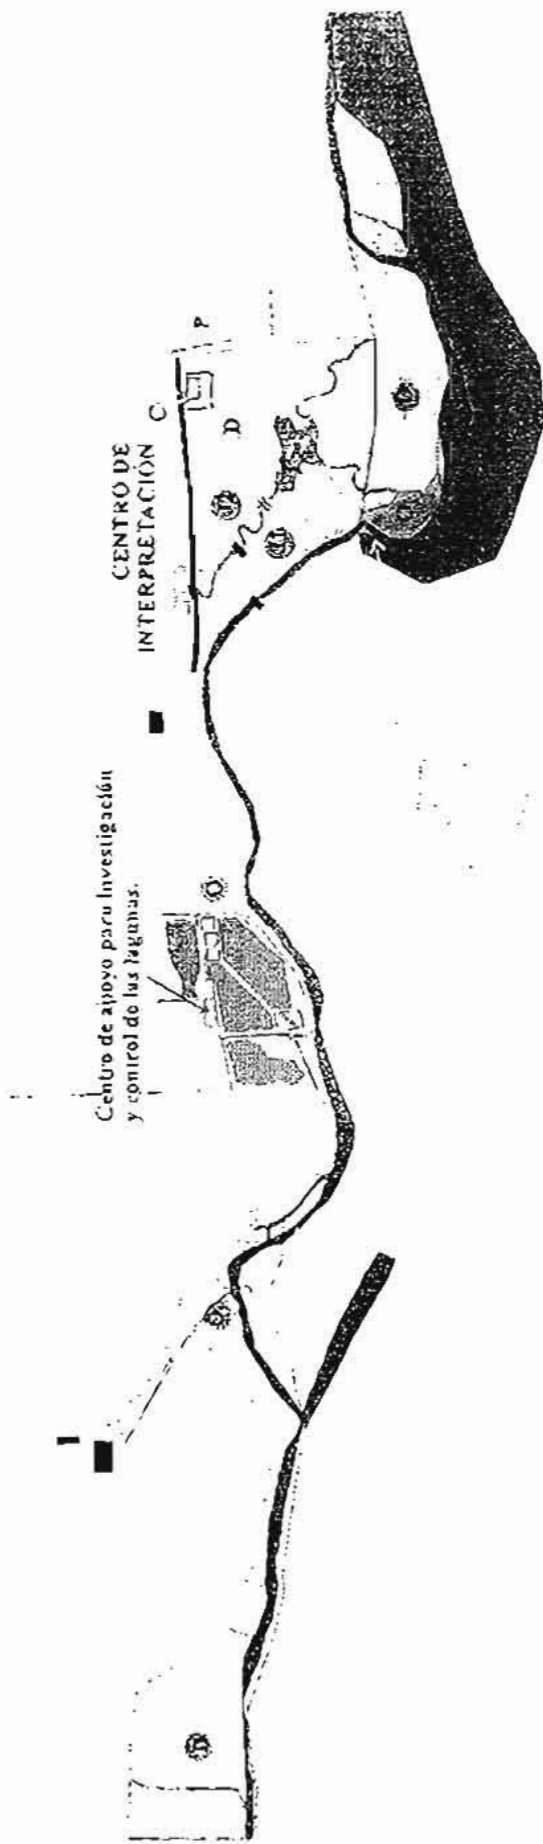 Centro de apoyo para Investigación
y control de las lagunas.
CENTRO DE
INTERPRETACIÓN
C
D
P